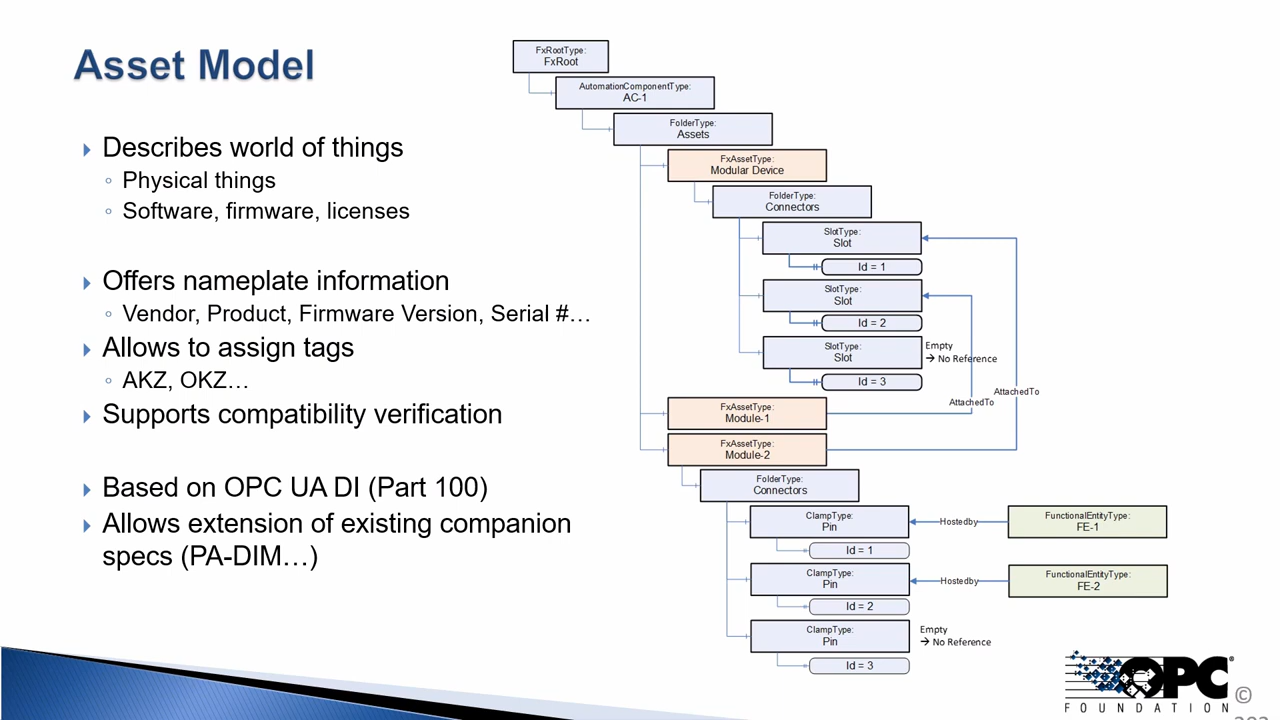 Asset Model
Describes world of things
Physical things
Software, firmware, licenses
Offers nameplate information
Vendor, Product, Firmware Version, Serial #…
Allows to assign tags
AKZ, OKZ…
Supports compatibility verification
Based on OPC UA DI (Part 100)
Allows extension of existing companion
specs (PA-DIM…)
FxRootType:
FxRoot
AutomationComponentType:
AC-1
FolderType:
Assets
FxAssetType:
Modular Device
FolderType:
Connectors
SlotType:
Slot
Id = 1
SlotType:
Slot
Id = 2
SlotType:
Slot
Empty
→ No Reference
Id = 3
AttachedTo
AttachedTo
FxAssetType:
Module-1
FxAssetType:
Module-2
FolderType:
Connectors
ClampType:
Pin
Hostedby
FunctionalEntityType:
FE-1
Id = 1
ClampType:
Pin
Hostedby
FunctionalEntityType:
FE-2
Id = 2
ClampType:
Pin
Empty
→ No Reference
Id = 3
OPC®
FOUNDATION
©